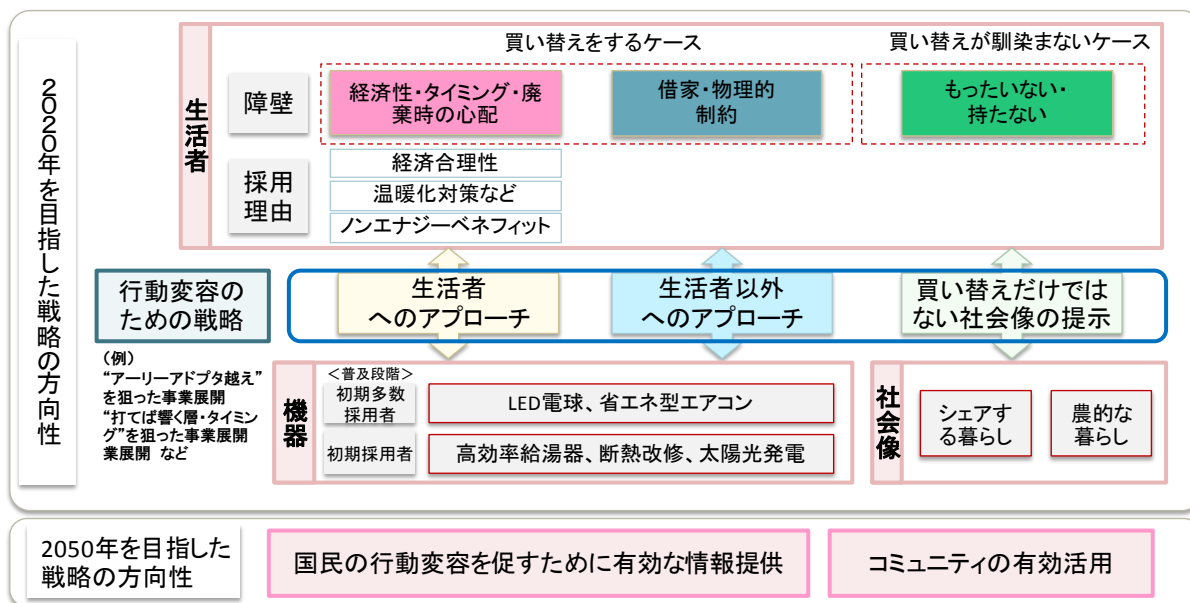 2020年を目指した戦略の方向性
生活者
買い替えをするケース
買い替えが馴染まないケース
障壁
経済性・タイミング・廃
棄時の心配
借家・物理的
制約
もったいない・
持たない
採用
理由
経済合理性
温暖化対策など
ノンエナジーベネフィット
行動変容の
ための戦略
生活者
へのアプローチ
生活者以外
へのアプローチ
買い替えだけでは
ない社会像の提示
（例）
“アーリーアドプタ越え”
を狙った事業展開
“打てば響く層・タイミン
グ”を狙った事業展開
業展開 など
機器
＜普及段階＞
初期多数
採用者
LED電球、省エネ型エアコン
初期採用者
高効率給湯器、断熱改修、太陽光発電
社会像
シェアす
る暮らし
農的な
暮らし
2050年を目指した
戦略の方向性
国民の行動変容を促すために有効な情報提供
コミュニティの有効活用